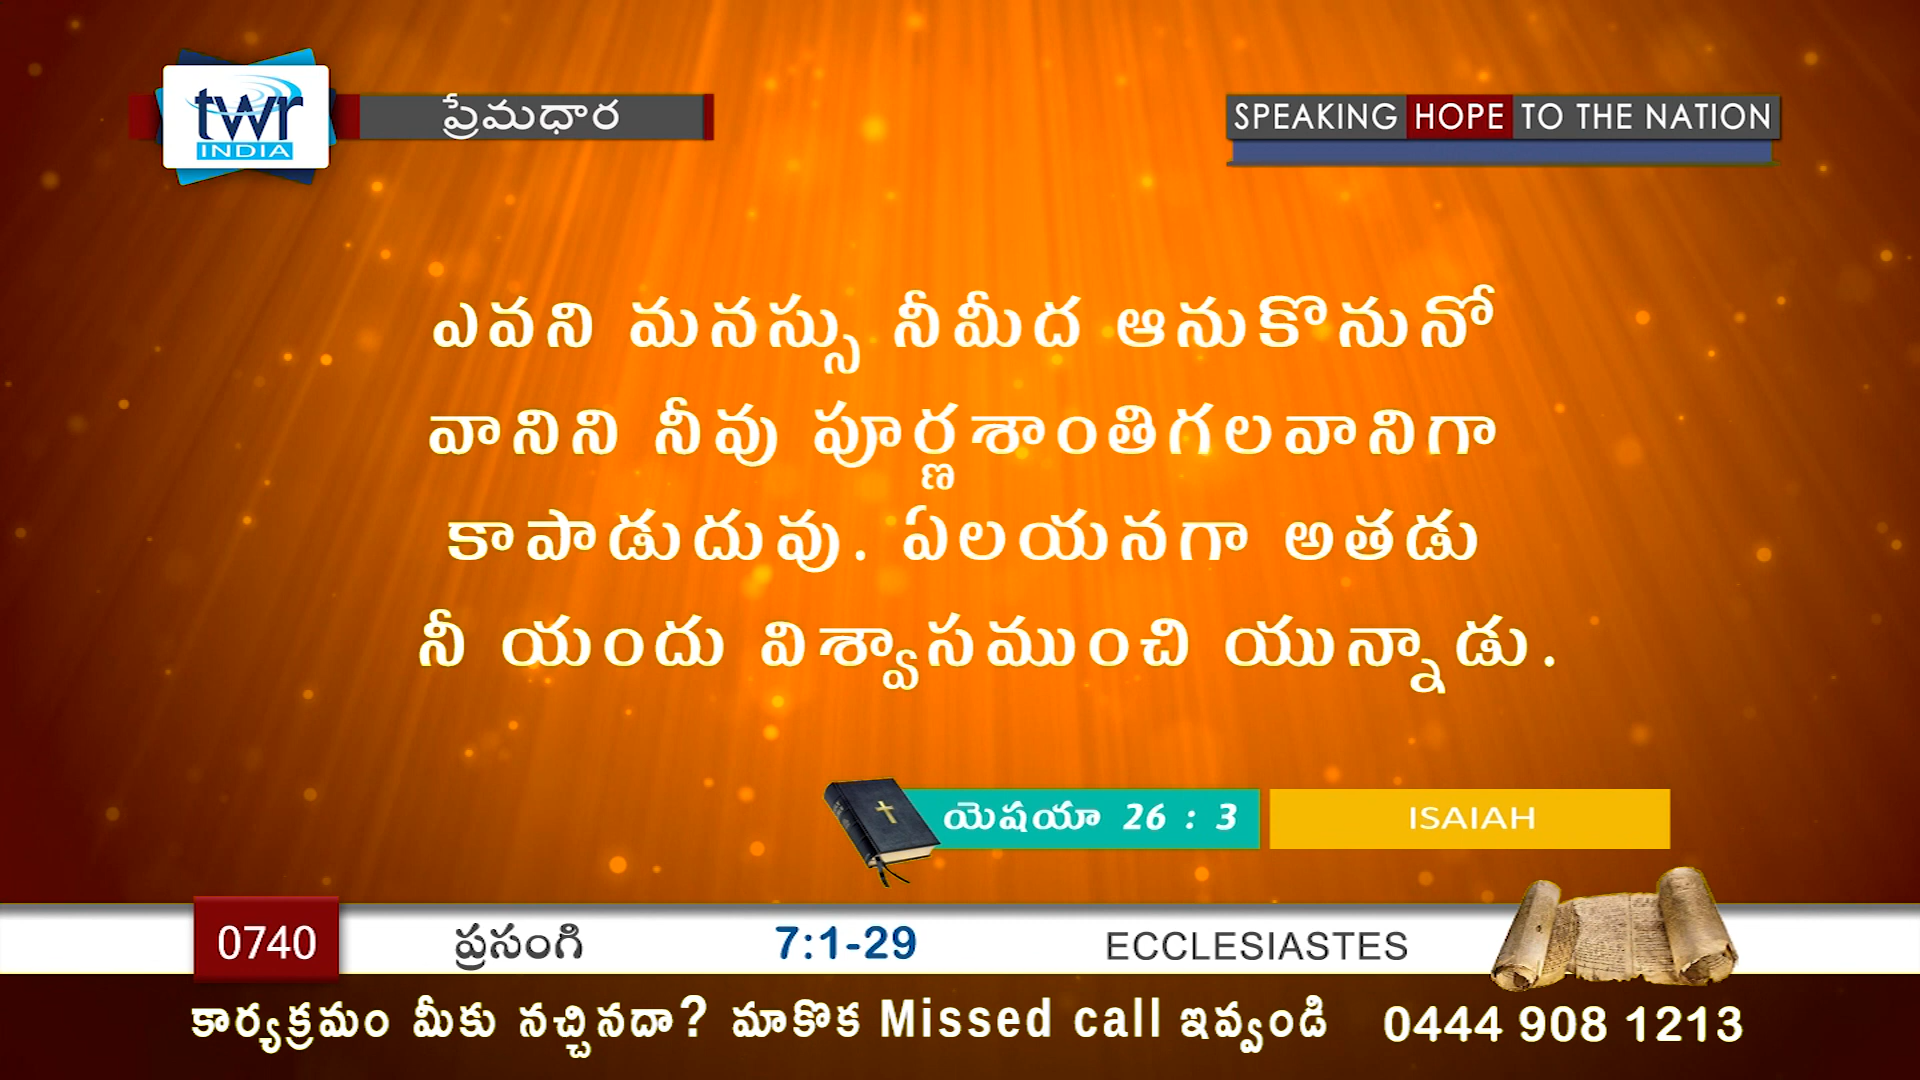 twr
INDIA
ప్రేమధార
SPEAKING HOPE TO THE NATION
ఎవని మనస్సు నీమీద ఆనుకొనునో
వానిని నీవు పూర్ణశాంతిగలవానిగా
కాపాడుదువు. ఏలయనగా అతడు
నీ యందు విశ్వాసముంచి యున్నాడు.
యెషయా 26 : 3
ISAIAH
0740 ప్రసంగి 7:1-29 ECCLESIASTES
కార్యక్రమం మీకు నచ్చినదా? మాకొక Missed call ఇవ్వండి 0444 908 1213